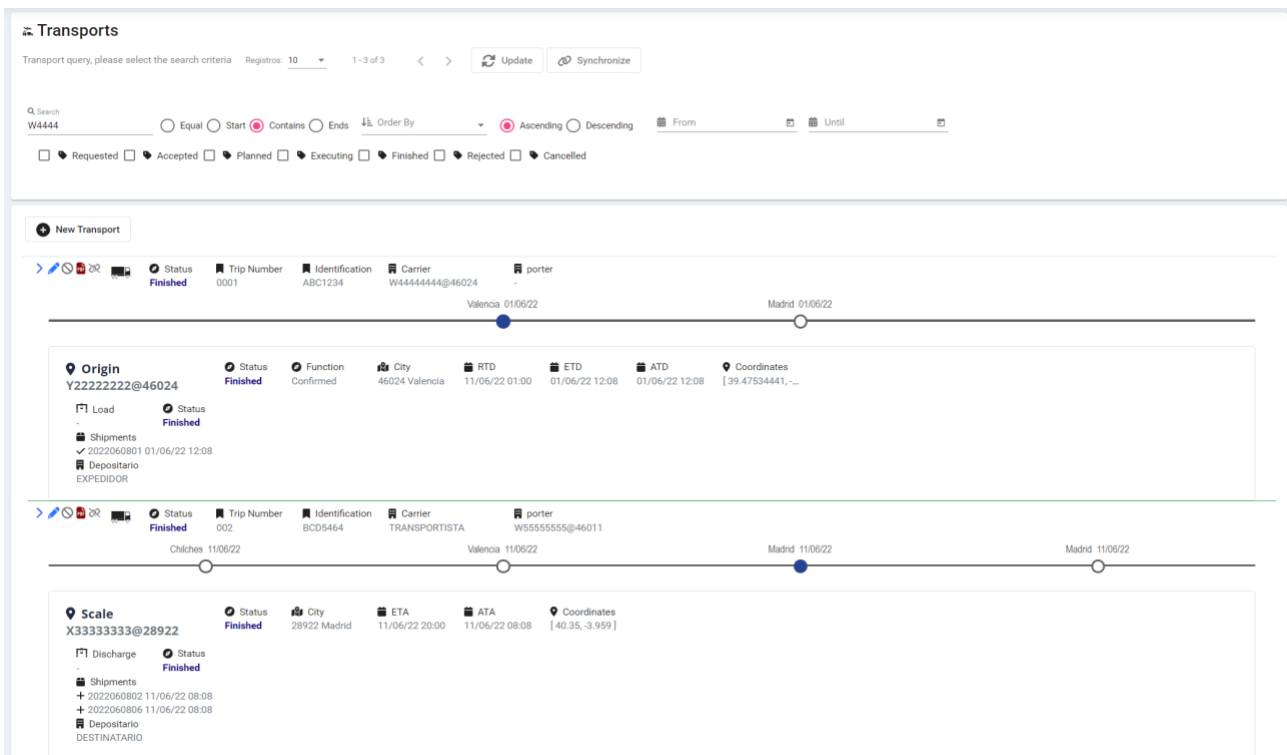 Transports
Transport query, please select the search criteria Registros: 10 1 - 3 of 3 Update Synchronize
Search
W4444 Equal Start Contains Ends Order By Ascending Descending From Until
Requested Accepted Planned Executing Finished Rejected Cancelled
New Transport
Status Trip Number Identification Carrier porter
Finished 0001 ABC1234 W44444444@46024 -
Valencia 01/06/22 Madrid 01/06/22
Origin Status Function City RTD ETD ATD Coordinates
Y22222222@46024 Finished Confirmed 46024 Valencia 11/06/22 01:00 01/06/22 12:08 01/06/22 12:08 [ 39.47534441, -...
Load Status
- Finished
Shipments
2022060801 01/06/22 12:08
Depositario
EXPEDIDOR
Status Trip Number Identification Carrier porter
Finished 002 BCD5464 TRANSPORTISTA W55555555@46011
Chilches 11/06/22 Valencia 11/06/22 Madrid 11/06/22 Madrid 11/06/22
Scale Status City ETA ATA Coordinates
X33333333@28922 Finished 28922 Madrid 11/06/22 20:00 11/06/22 08:08 [ 40.35, -3.959 ]
Discharge Status
- Finished
Shipments
+ 2022060802 11/06/22 08:08
+ 2022060806 11/06/22 08:08
Depositario
DESTINATARIO